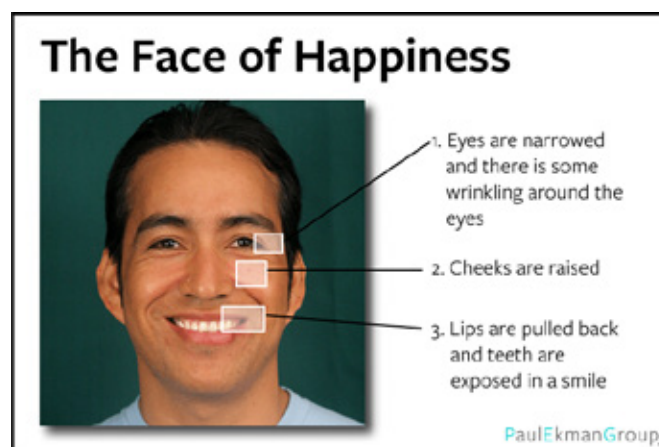 The Face of Happiness
1. Eyes are narrowed
and there is some
wrinkling around the
eyes
2. Cheeks are raised
3. Lips are pulled back
and teeth are
exposed in a smile
PaulEkmanGroup